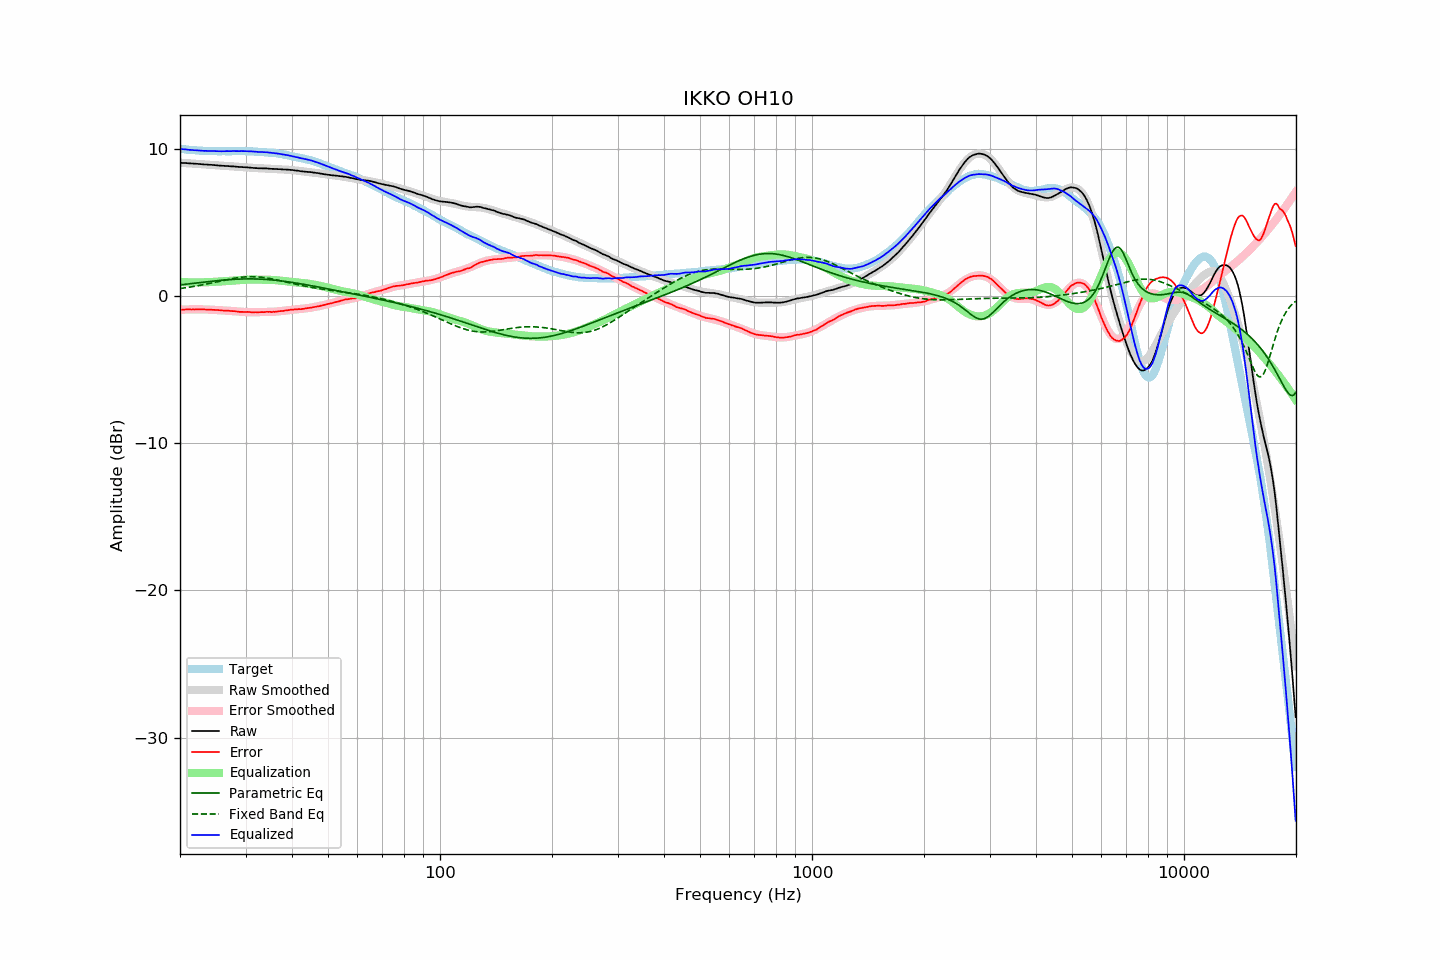 IKKO OH10
Amplitude (dBr)
10
0
−10
−20
−30
Target
Raw Smoothed
Error Smoothed
Raw
Error
Equalization
Parametric Eq
Fixed Band Eq
Equalized
100 1000 10000
Frequency (Hz)